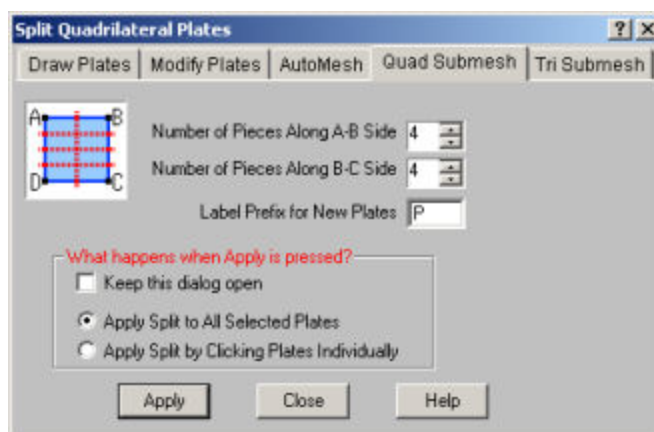 Split Quadrilateral Plates
Draw Plates Modify Plates AutoMesh Quad Submesh Tri Submesh
A B
Number of Pieces Along A-B Side 4
Number of Pieces Along B-C Side 4
D C
Label Prefix for New Plates P
What happens when Apply is pressed?
Keep this dialog open
Apply Split to All Selected Plates
Apply Split by Clicking Plates Individually
Apply Close Help